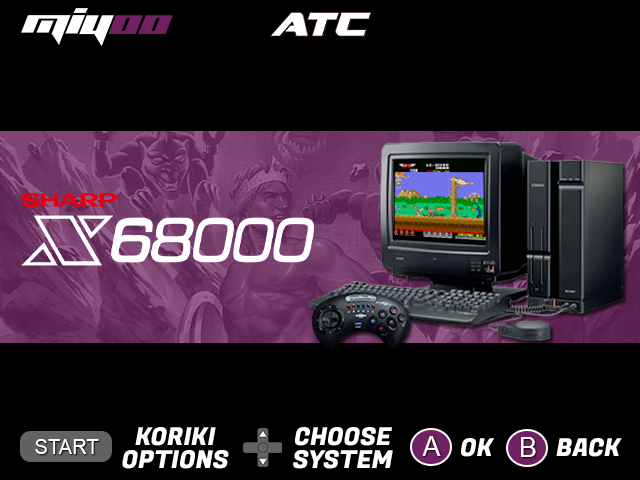 miyoo
ATC
SHARP
X68000
START
KORIKI
OPTIONS
CHOOSE
SYSTEM
A
OK
B
BACK